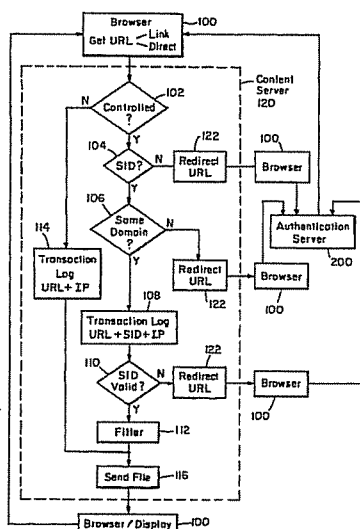 Browser
Get URL
Link
Direct
100
Content
Server
120
Controlled
?
102
N
Y
SID?
104
N
Y
122
Redirect
URL
100
Browser
106
Same
Domain
?
N
Y
Authentication
Server
200
114
Transaction
Log
URL+IP
Redirect
URL
122
Browser
100
108
Transaction Log
URL+SID+IP
110
SID
Valid?
N
Y
122
Redirect
URL
Browser
100
Filter
112
Send File
116
Browser/Display
100